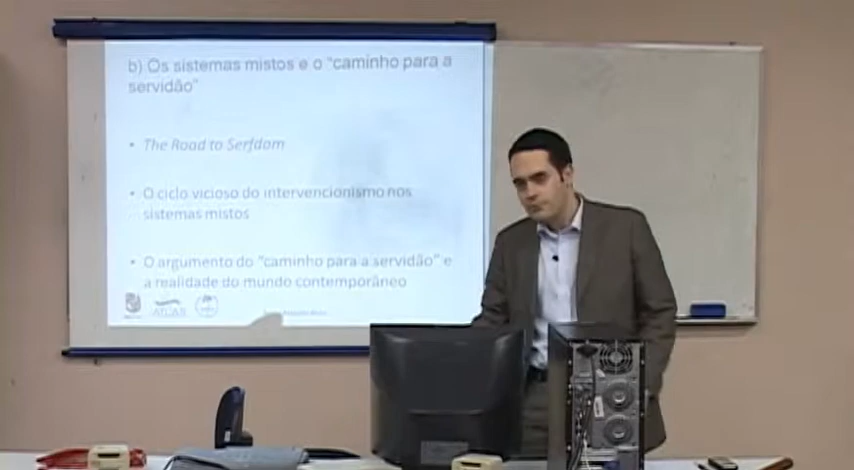 b) Os sistemas mistos e o "caminho para a
servidão"
• The Road to Serfdom
• O ciclo vicioso do intervencionismo nos
sistemas mistos
• O argumento do "caminho para a servidão" e
a realidade do mundo contemporâneo